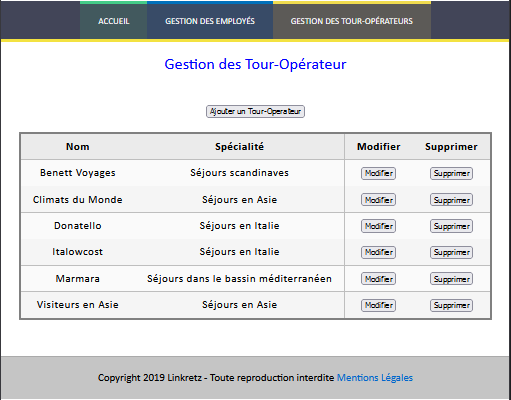 ACCUEIL GESTION DES EMPLOYÉS GESTION DES TOUR-OPÉRATEURS
Gestion des Tour-Opérateur
Ajouter un Tour-Operateur
Nom Spécialité Modifier Supprimer
Benett Voyages Séjours scandinaves Modifier Supprimer
Climats du Monde Séjours en Asie Modifier Supprimer
Donatello Séjours en Italie Modifier Supprimer
Italowcost Séjours en Italie Modifier Supprimer
Marmara Séjours dans le bassin méditerranéen Modifier Supprimer
Visiteurs en Asie Séjours en Asie Modifier Supprimer
Copyright 2019 Linkretz - Toute reproduction interdite Mentions Légales